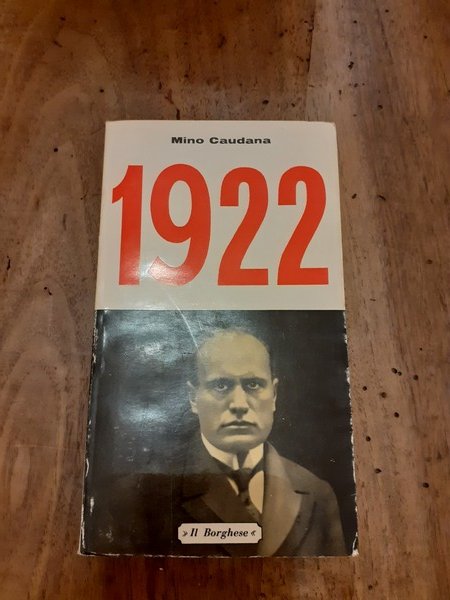 Mino Caudana
1922
» Il Borghese «